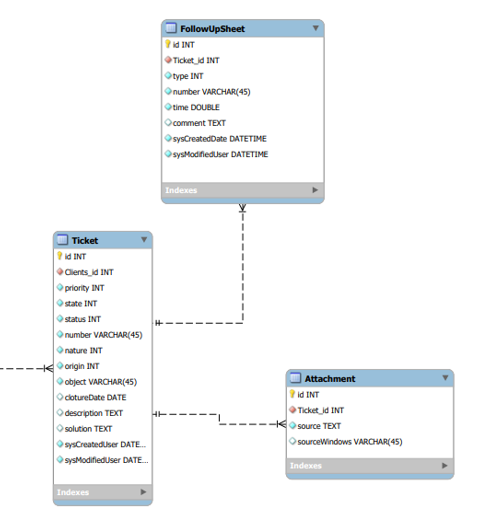 FollowUpSheet
id INT
Ticket_id INT
type INT
number VARCHAR(45)
time DOUBLE
comment TEXT
sysCreatedDate DATETIME
sysModifiedUser DATETIME
Indexes
Ticket
id INT
Clients_id INT
priority INT
state INT
status INT
number VARCHAR(45)
nature INT
origin INT
object VARCHAR(45)
clotureDate DATE
description TEXT
solution TEXT
sysCreatedUser DATE...
sysModifiedUser DATE...
Indexes
Attachment
id INT
Ticket_id INT
source TEXT
sourceWindows VARCHAR(45)
Indexes